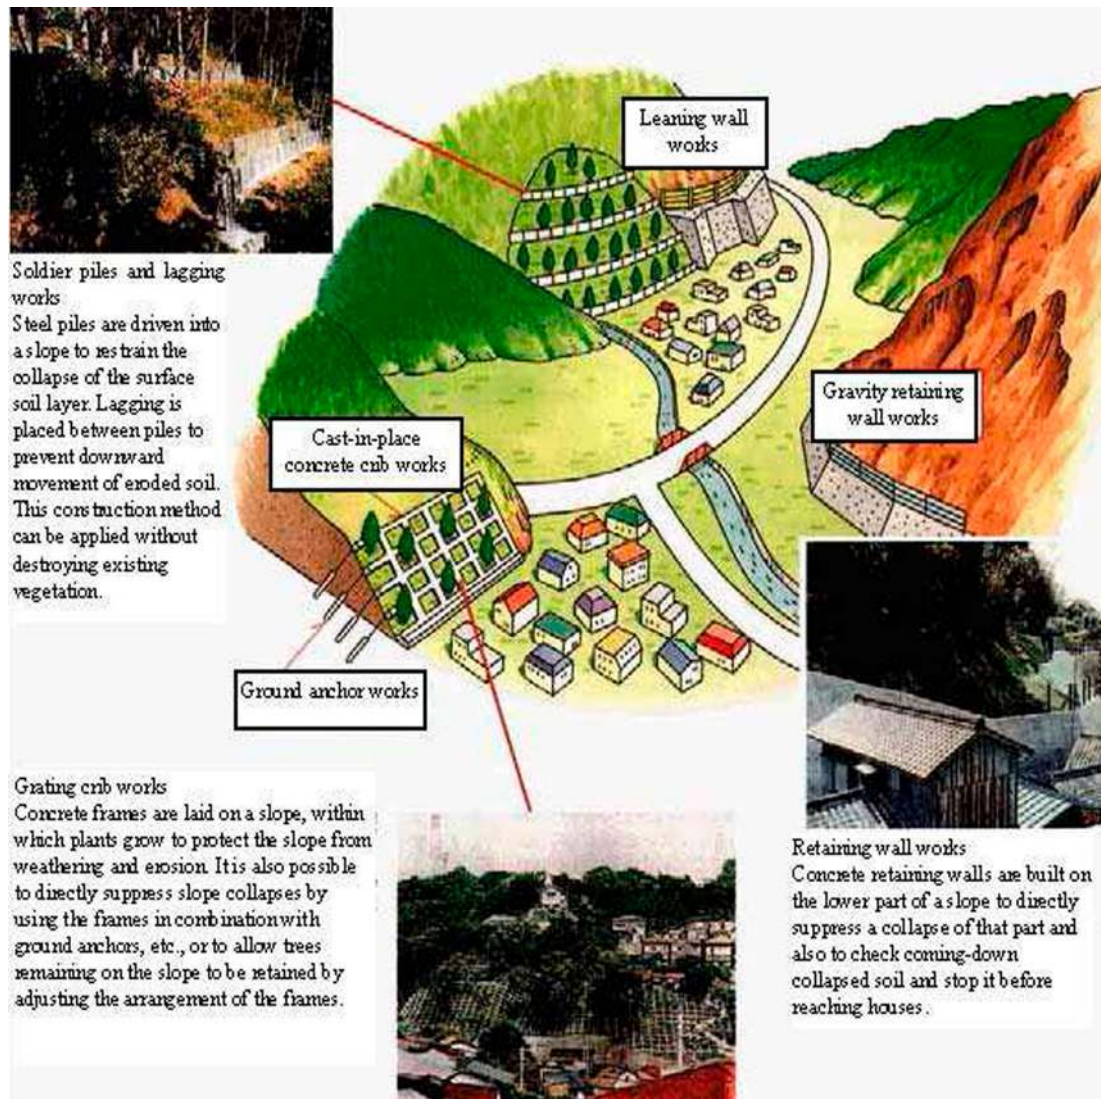 Leaning wall
works
Soldier piles and lagging
works
Steel piles are driven into
a slope to restrain the
collapse of the surface
soil layer. Lagging is
placed between piles to
prevent downward
movement of eroded soil.
This construction method
can be applied without
destroying existing
vegetation.
Gravity retaining
wall works
Cast-in-place
concrete crib works
Ground anchor works
Grating crib works
Concrete frames are laid on a slope, within
which plants grow to protect the slope from
weathering and erosion. It is also possible
to directly suppress slope collapses by
using the frames in combination with
ground anchors, etc., or to allow trees
remaining on the slope to be retained by
adjusting the arrangement of the frames.
Retaining wall works
Concrete retaining walls are built on
the lower part of a slope to directly
suppress a collapse of that part and
also to check coming-down
collapsed soil and stop it before
reaching houses.